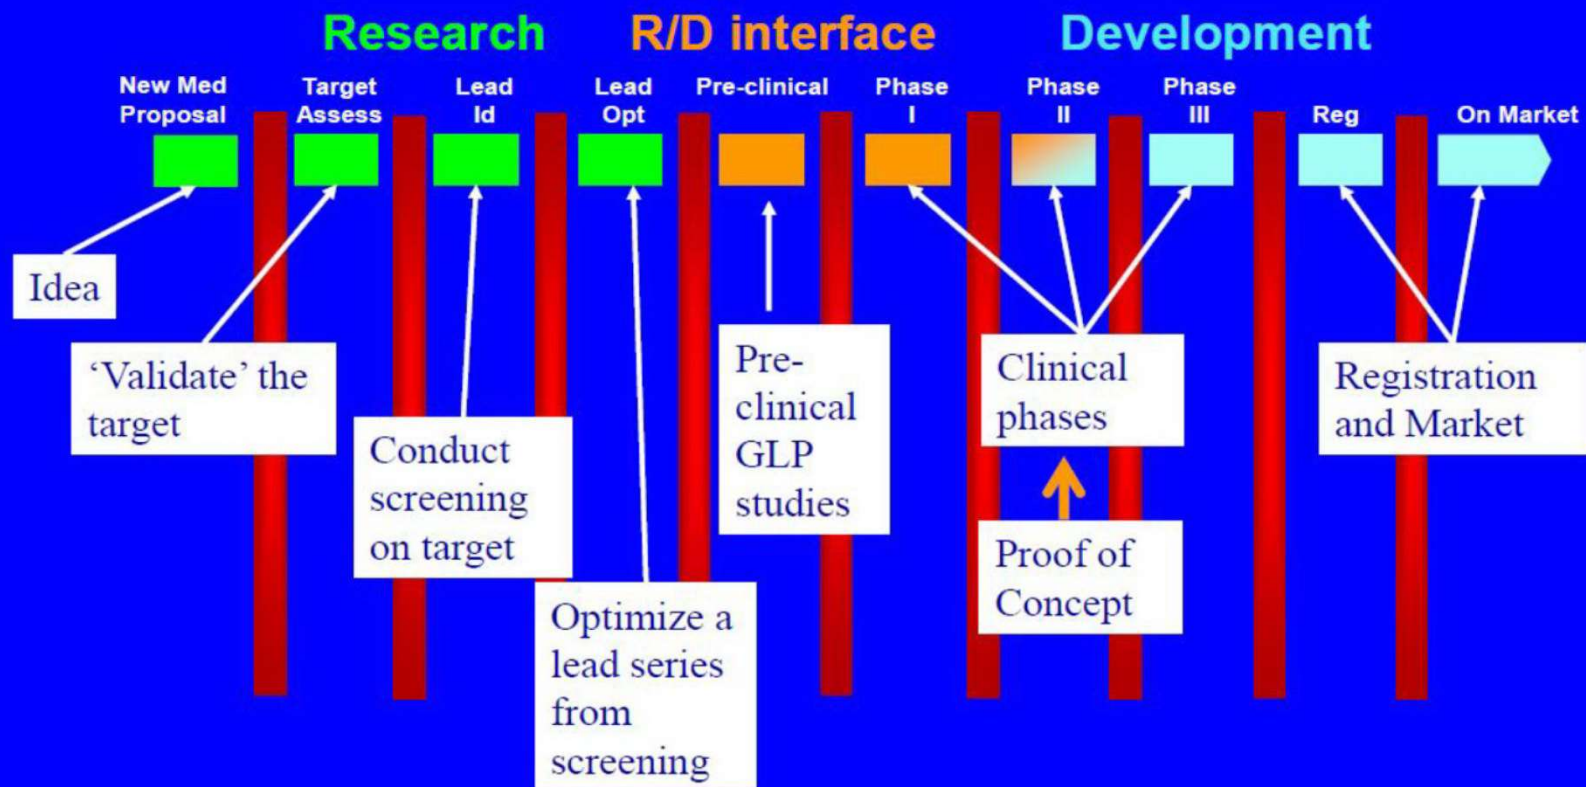 Research
R/D interface
Development
New Med
Proposal
Target
Assess
Lead
Id
Lead
Opt
Pre-clinical
Phase
I
Phase
II
Phase
III
Reg
On Market
Idea
‘Validate’ the
target
Conduct
screening
on target
Optimize a
lead series
from
screening
Pre-
clinical
GLP
studies
Clinical
phases
Proof of
Concept
Registration
and Market